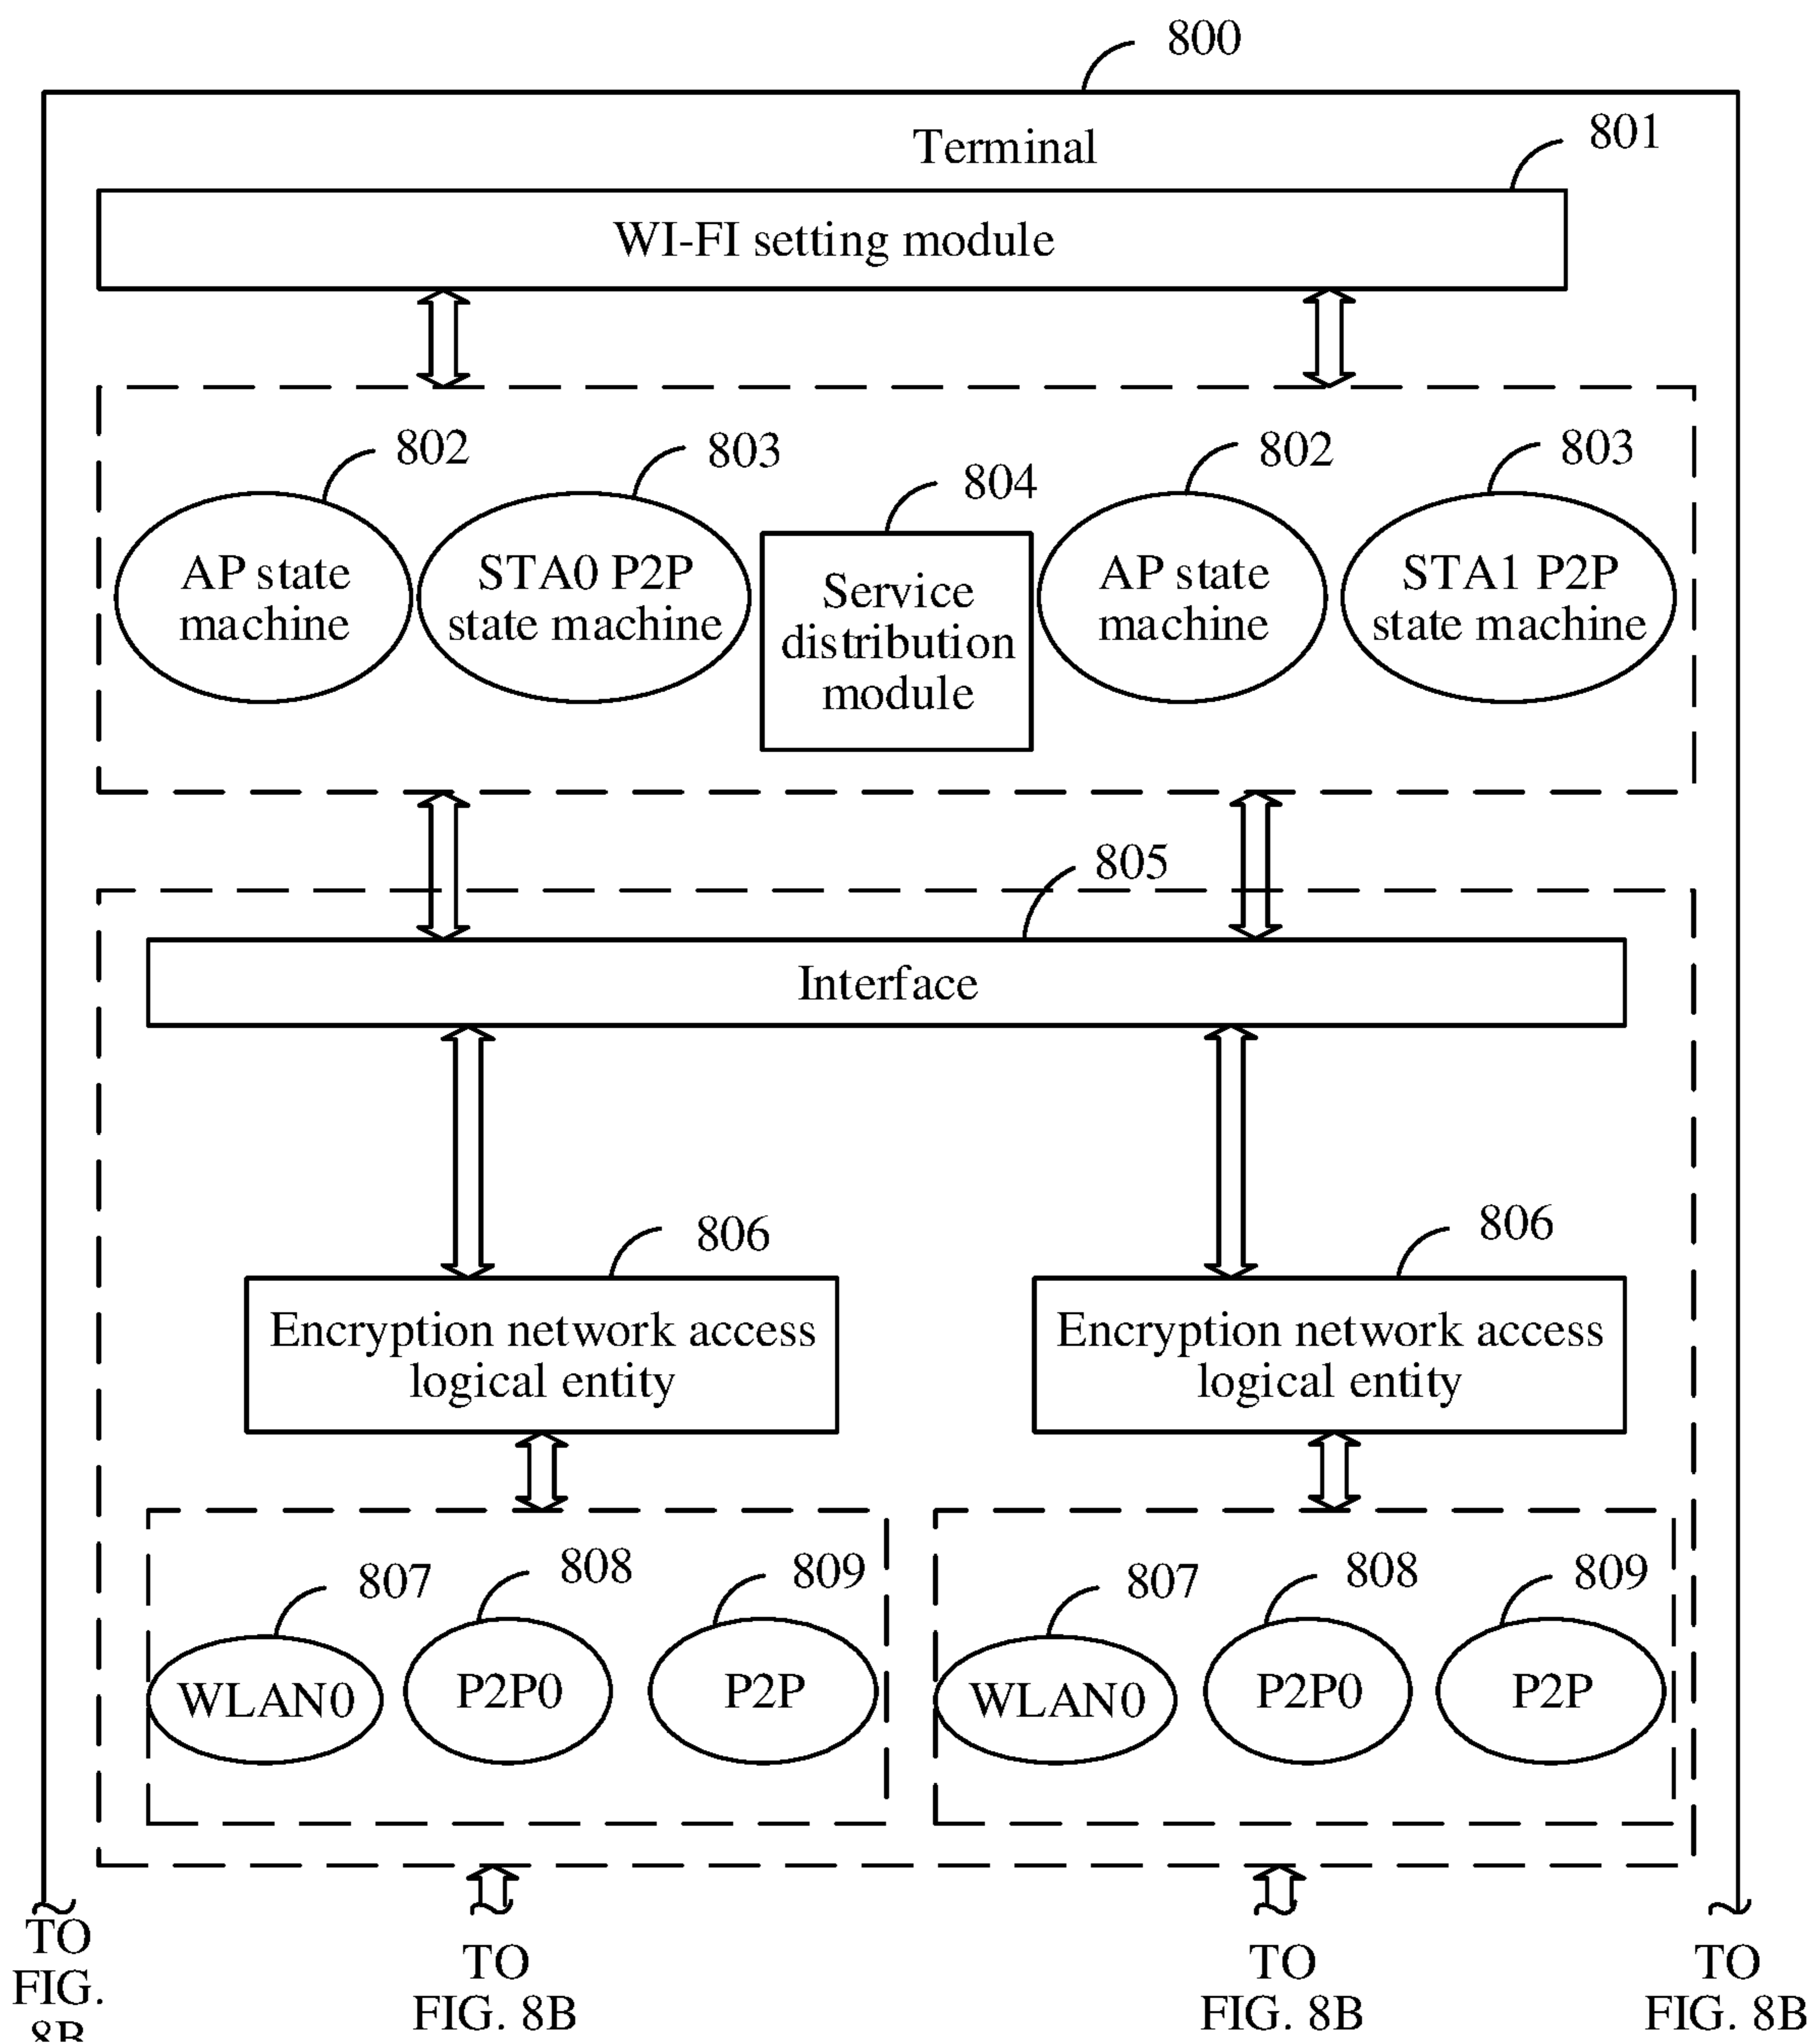 800
Terminal
801
WI-FI setting module
802
803
804
802
803
AP state
machine
STA0 P2P
state machine
Service
distribution
module
AP state
machine
STA1 P2P
state machine
805
Interface
806
806
Encryption network access
logical entity
Encryption network access
logical entity
807
808
809
807
808
809
WLAN0
P2P0
P2P
WLAN0
P2P0
P2P
TO
FIG.
8B
TO
FIG. 8B
TO
FIG. 8B
TO
FIG. 8B